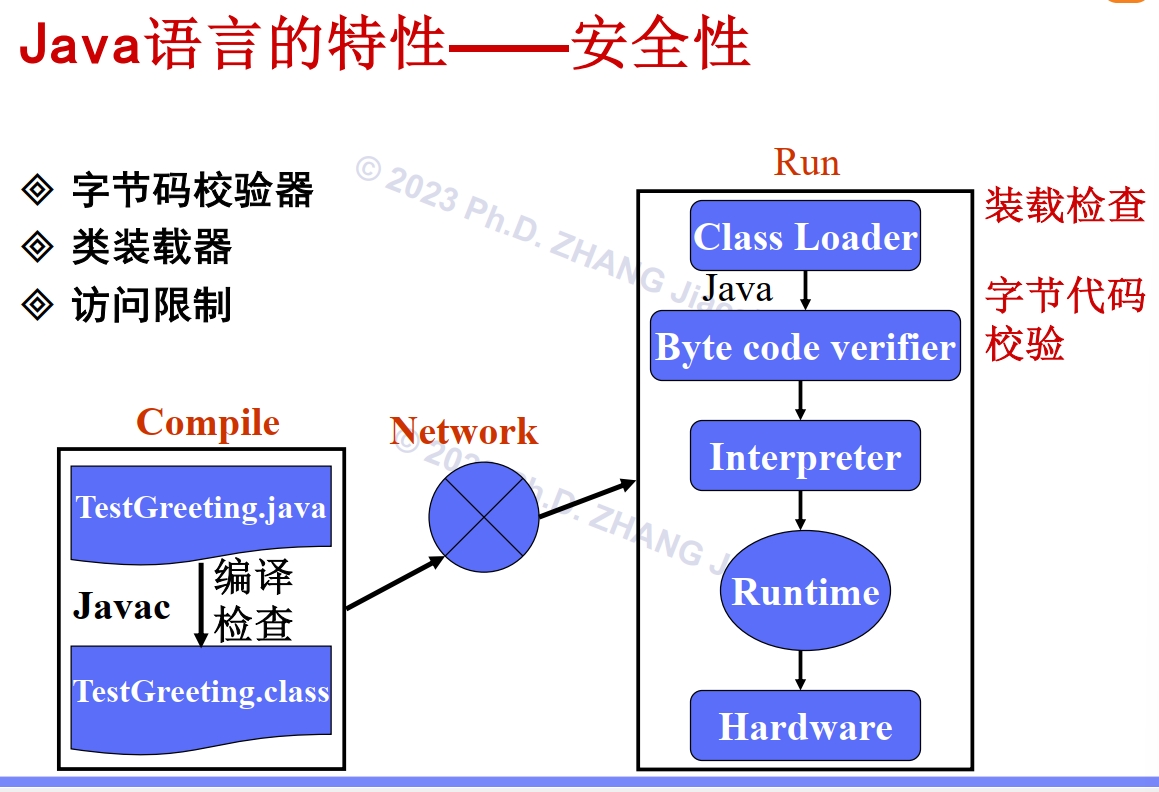 Java语言的特性——安全性
字节码校验器
类装载器
访问限制
Compile
TestGreeting.java
Javac
编译
检查
TestGreeting.class
Network
Run
Class Loader
Java
Byte code verifier
Interpreter
Runtime
Hardware
装载检查
字节代码
校验
© 2023 Ph.D. ZHANG
© 202 Ph.D. ZHANG